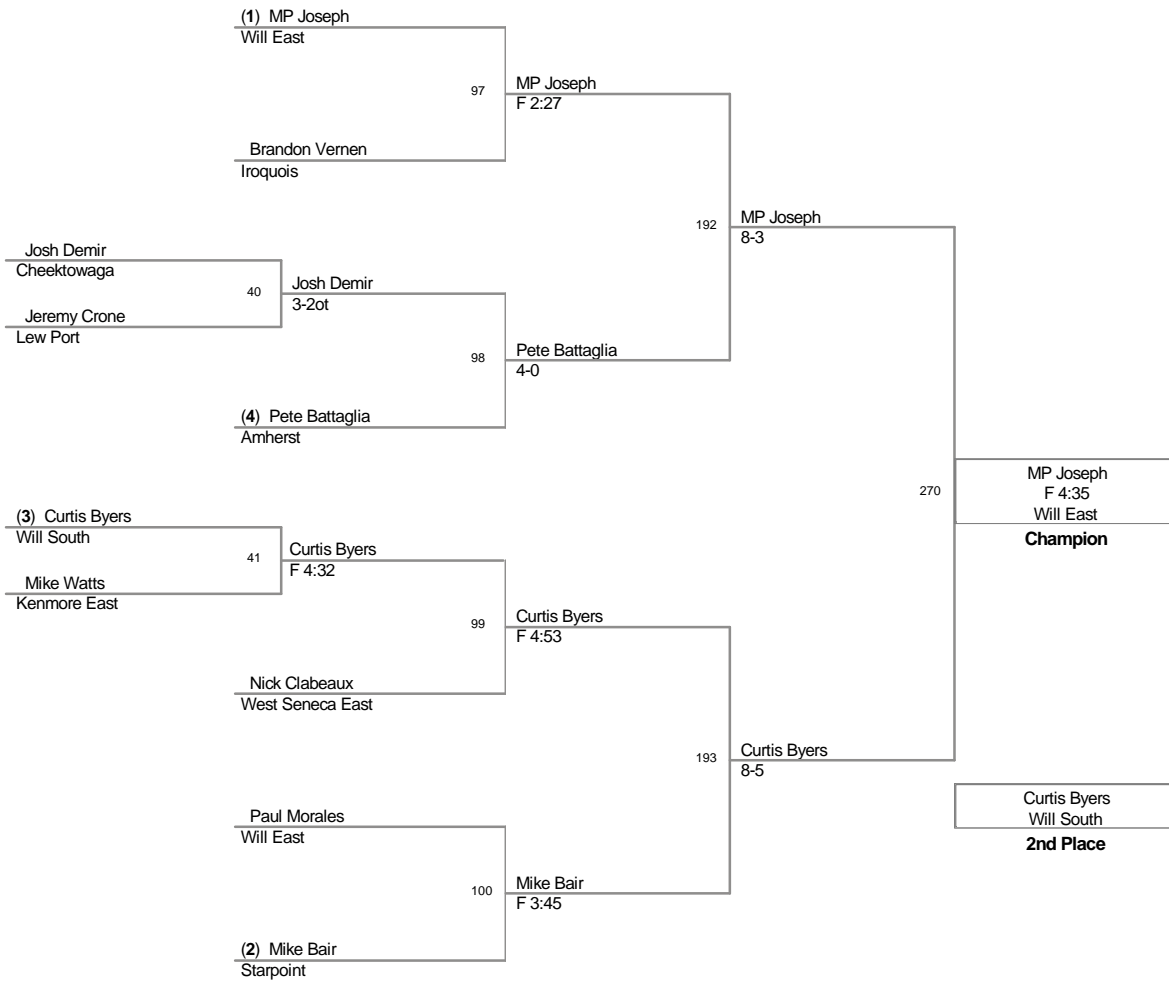 (1) MP Joseph
Will East
97
MP Joseph
F 2:27
Brandon Vernen
Iroquois
192
MP Joseph
8-3
Josh Demir
Cheektowaga
40
Josh Demir
3-2ot
Jeremy Crone
Lew Port
98
Pete Battaglia
4-0
(4) Pete Battaglia
Amherst
270
MP Joseph
F 4:35
Will East
Champion
(3) Curtis Byers
Will South
41
Curtis Byers
F 4:32
Mike Watts
Kenmore East
99
Curtis Byers
F 4:53
Nick Clabeaux
West Seneca East
193
Curtis Byers
8-5
Curtis Byers
Will South
2nd Place
Paul Morales
Will East
100
Mike Bair
F 3:45
(2) Mike Bair
Starpoint